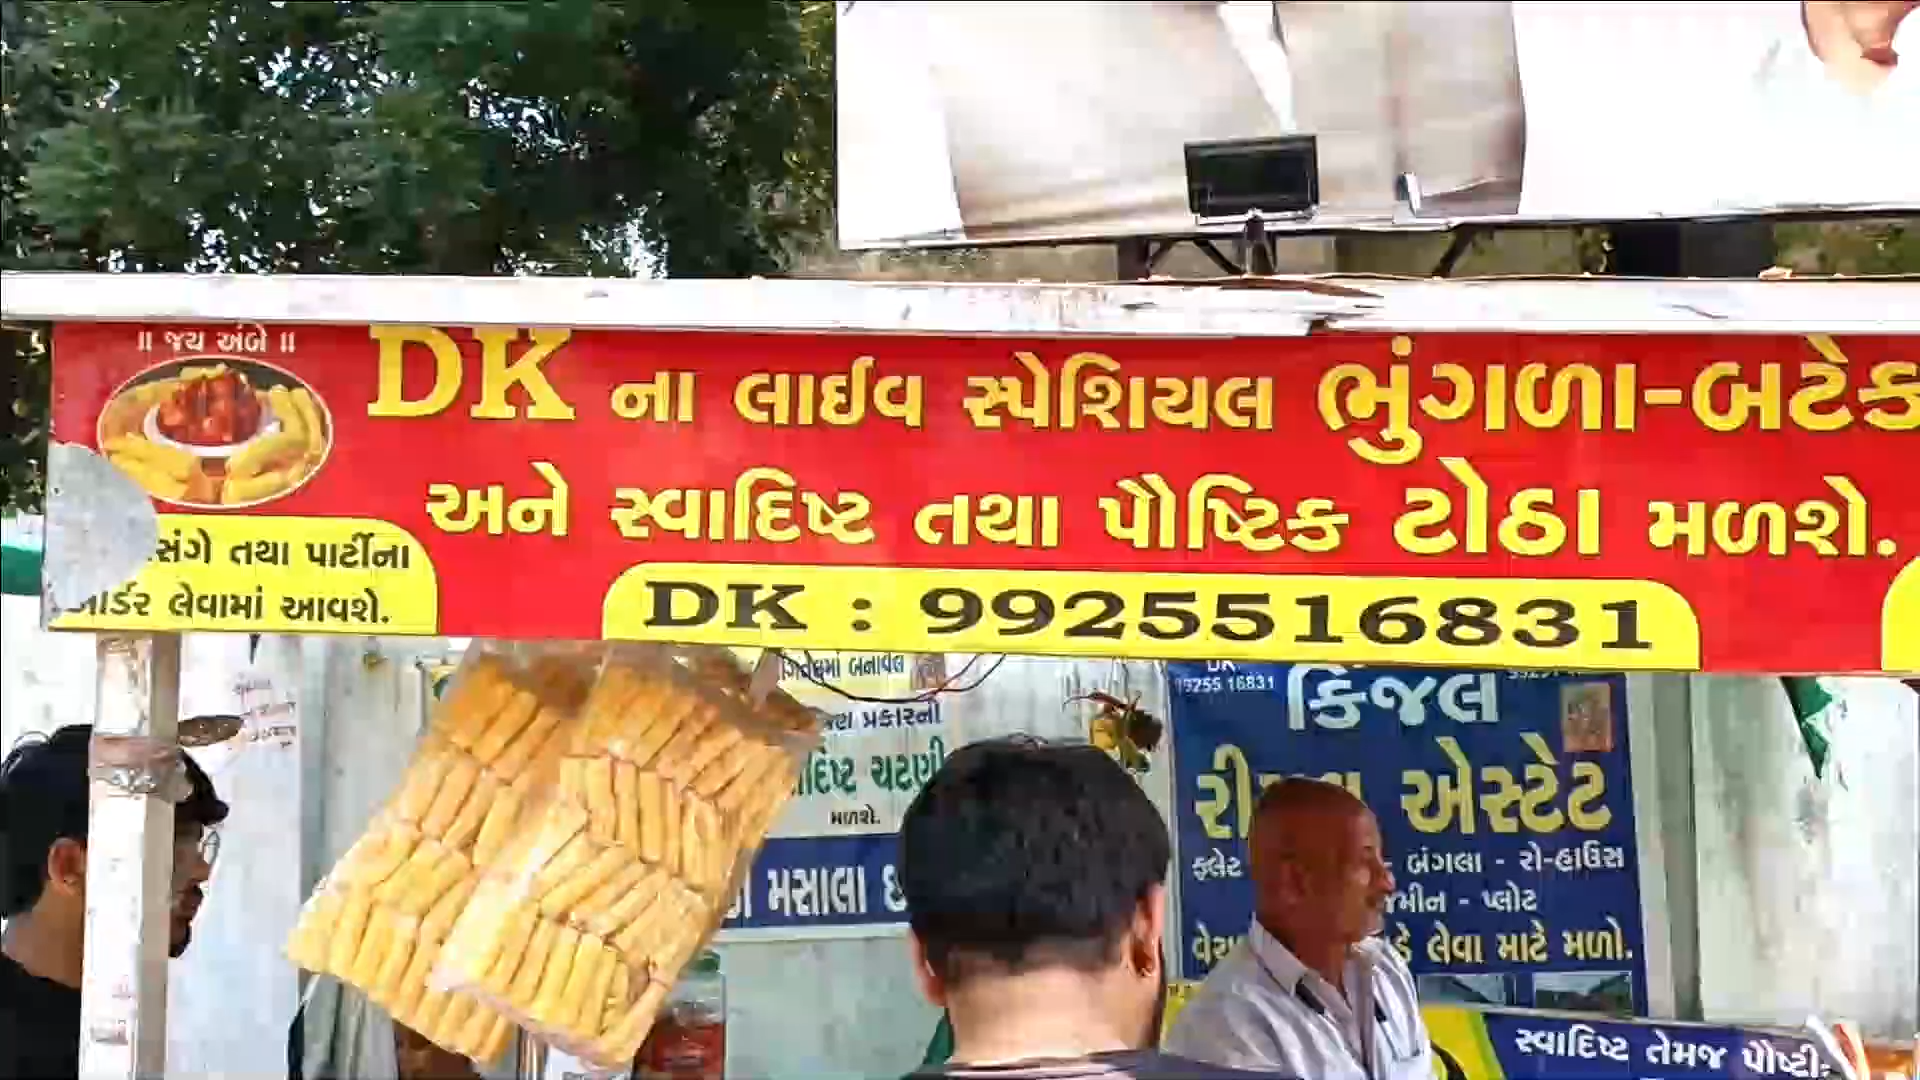 ॥ જય અંબે ॥
DK ના લાઈવ સ્પેશિયલ ભુંગળા-બટેક
અને સ્વાદિષ્ટ તથા પૌષ્ટિક ટોઠા મળશે.
સંગે તથા પાર્ટીના
ર્ડર લેવામાં આવશે.
DK : 9925516831
બનાવેલ
પ્રકારની
ચટણી
મળશે.
મસાલા
DK
99255 16831
કિંજલ
એસ્ટેટ
ફ્લેટ - બંગલા - રો-હાઉસ
જમીન - પ્લોટ
લેવા માટે મળો.
સ્વાદિષ્ટ તેમજ પૌષ્ટી